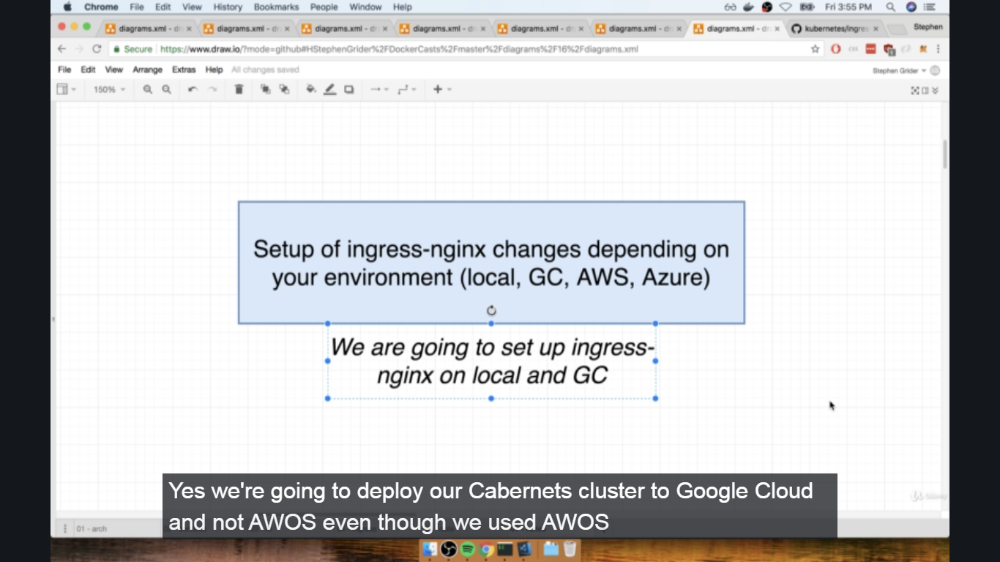 Chrome File Edit View History Bookmarks People Window Help Fri 3:55 PM
diagrams.xml - dr diagrams.xml - dr diagrams.xml - dr diagrams.xml - dr diagrams.xml - dr diagrams.xml - dr diagrams.xml - dr kubernetes/ingres Stephen
Secure https://www.draw.io/?mode=github#HStephenGrider%2FDockerCasts%2Fmaster%2Fdiagrams%2F16%2Fdiagrams.xml
File Edit View Arrange Extras Help All changes saved Stephen Grider
150%
Setup of ingress-nginx changes depending on
your environment (local, GC, AWS, Azure)
We are going to set up ingress-
nginx on local and GC
Yes we're going to deploy our Cabernets cluster to Google Cloud
and not AWOS even though we used AWOS
Udemy
01 - arch